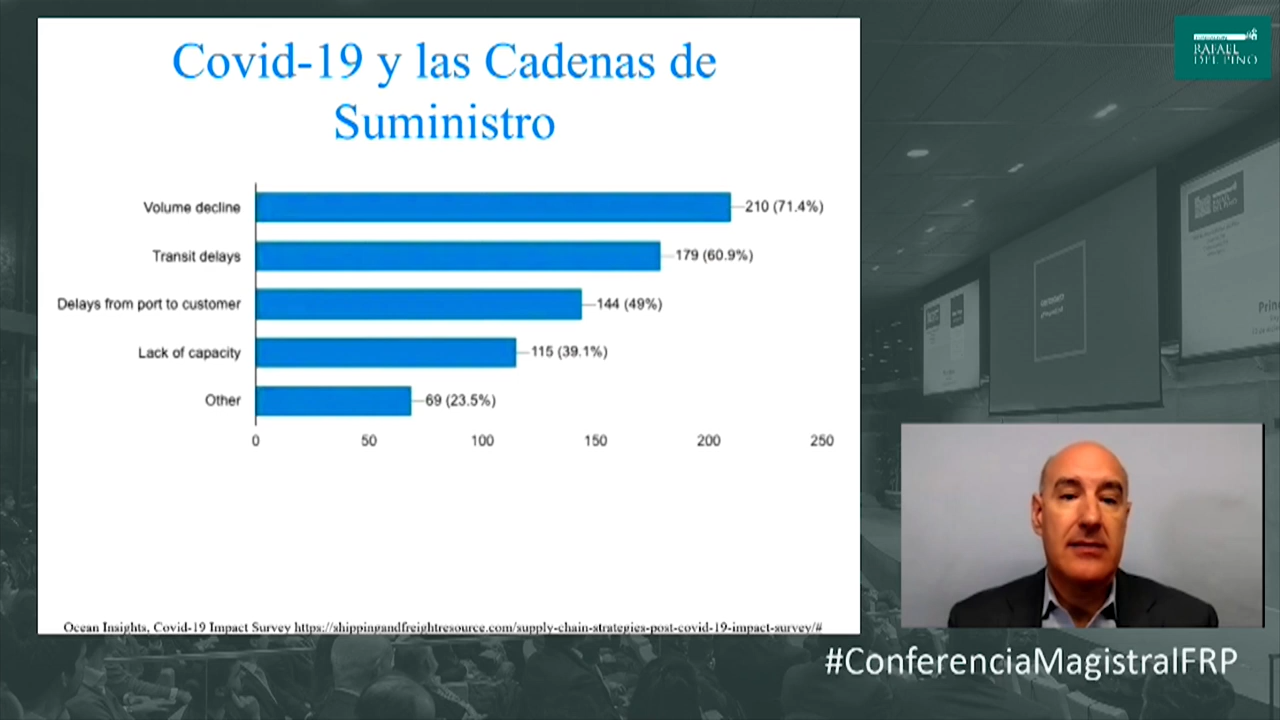 Covid-19 y las Cadenas de
Suministro
Volume decline
210 (71.4%)
Transit delays
179 (60.9%)
Delays from port to customer
144 (49%)
Lack of capacity
115 (39.1%)
Other
69 (23.5%)
0 50 100 150 200 250
Ocean Insights, Covid-19 Impact Survey https://shippingandfreightresource.com/supply-chain-strategies-post-covid-19-impact-survey/#
RAFAEL
DEL PINO
#ConferenciaMagistralFRP